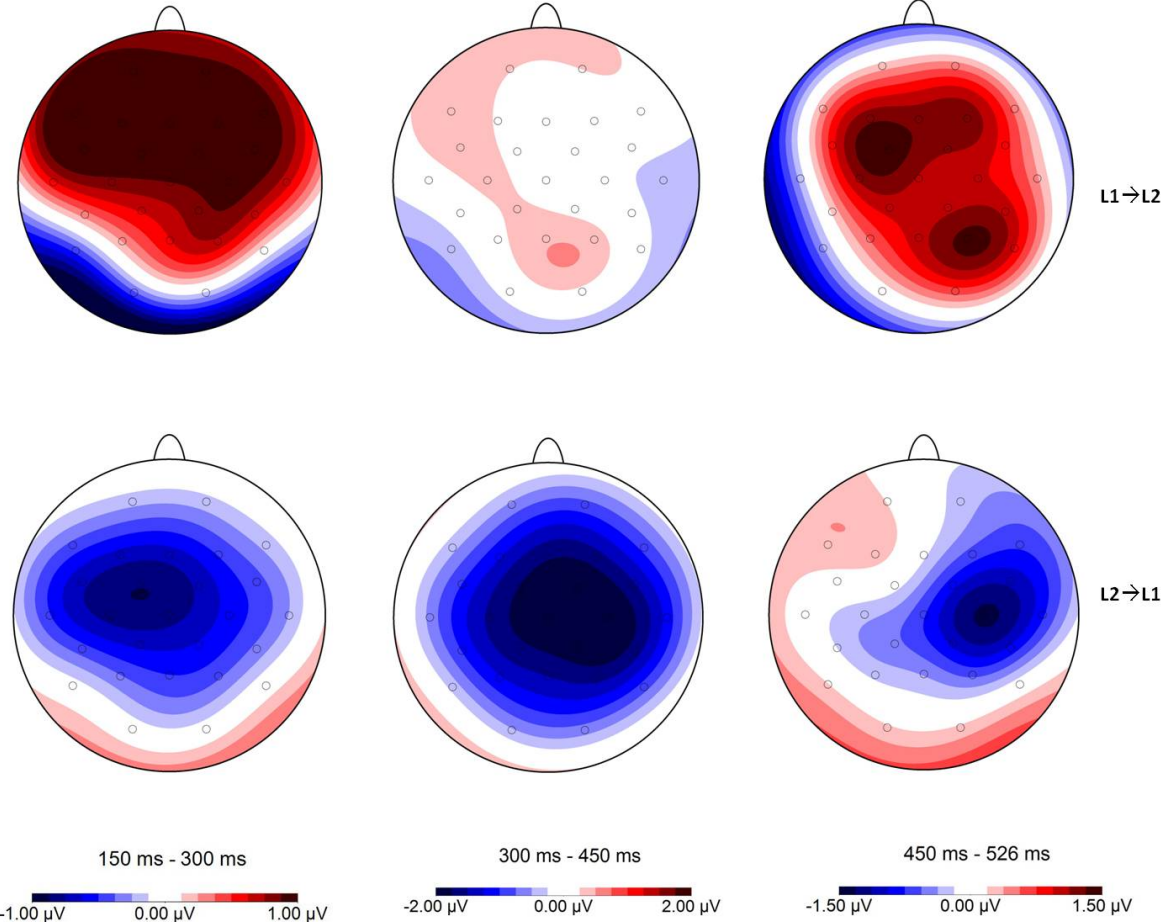 L1→L2
L2→L1
150 ms - 300 ms
300 ms - 450 ms
450 ms - 526 ms
-1.00 µV 0.00 µV 1.00 µV
-2.00 µV 0.00 µV 2.00 µV
-1.50 µV 0.00 µV 1.50 µV